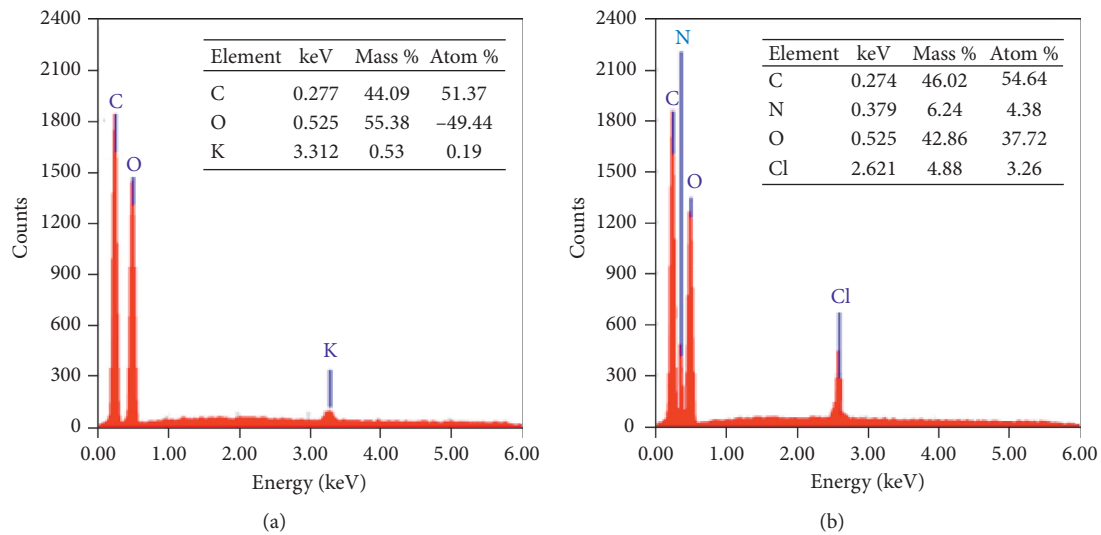 2400
2100
1800
1500
1200
900
600
300
0
Counts
C
O
K
Element keV Mass % Atom %
C 0.277 44.09 51.37
O 0.525 55.38 –49.44
K 3.312 0.53 0.19
0.00 1.00 2.00 3.00 4.00 5.00 6.00
Energy (keV)
(a)
2400
2100
1800
1500
1200
900
600
300
0
Counts
N
C
O
Cl
Element keV Mass % Atom %
C 0.274 46.02 54.64
N 0.379 6.24 4.38
O 0.525 42.86 37.72
Cl 2.621 4.88 3.26
0.00 1.00 2.00 3.00 4.00 5.00 6.00
Energy (keV)
(b)